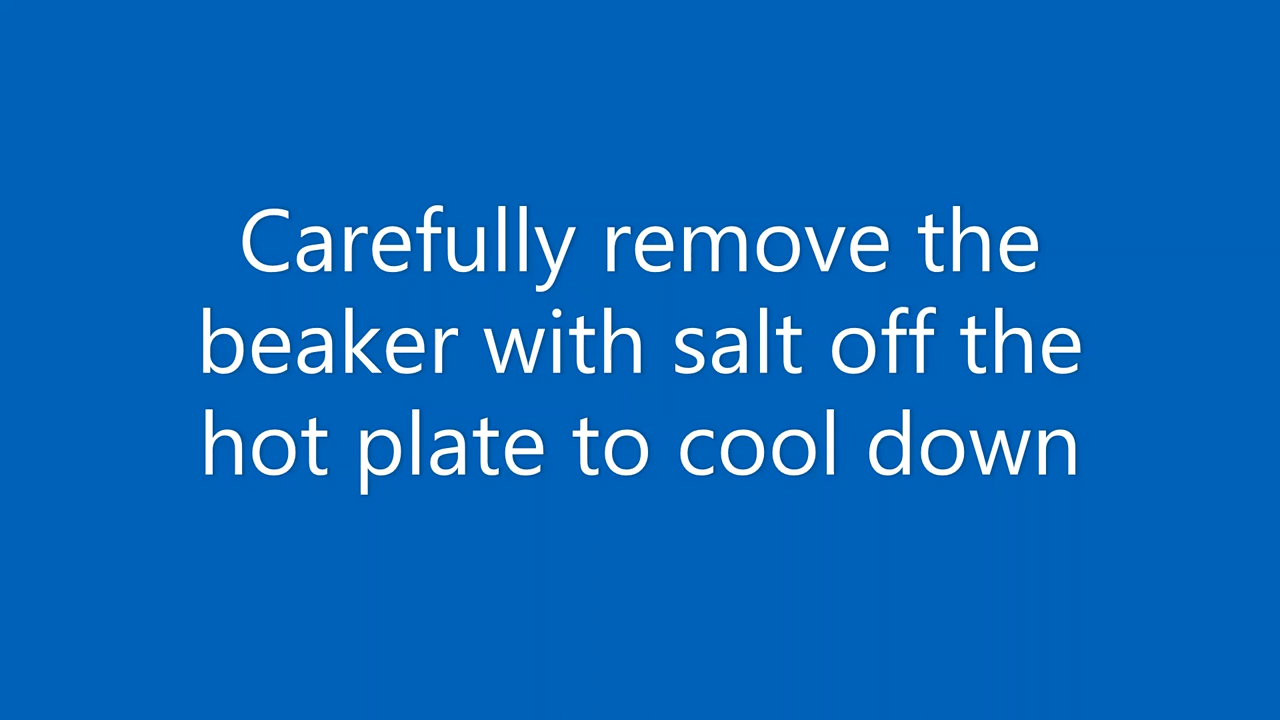 Carefully remove the
beaker with salt off the
hot plate to cool down